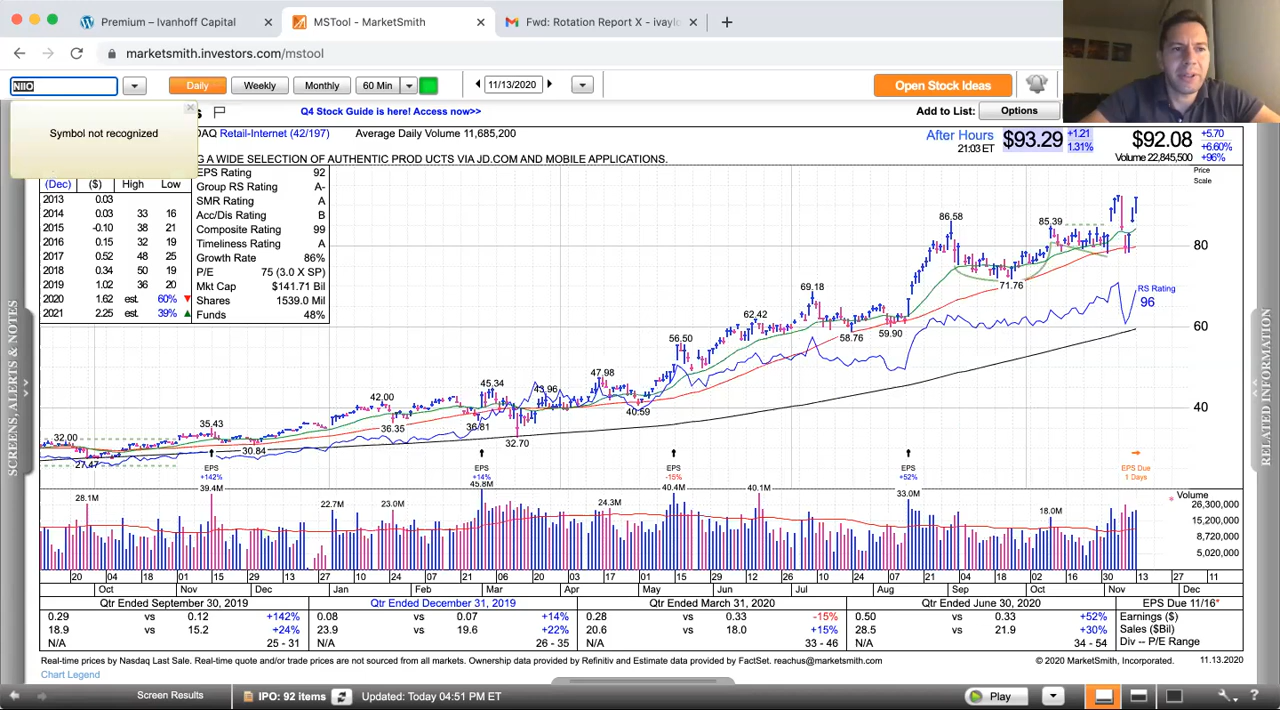 Premium – Ivanhoff Capital
MSTool - MarketSmith
Fwd: Rotation Report X - ivaylo
marketsmith.investors.com/mstool
NIIO
Daily
Weekly
Monthly
60 Min
11/13/2020
Open Stock Ideas
Symbol not recognized
Q4 Stock Guide is here! Access now>>
Add to List:
Options
Retail-Internet (42/197)
Average Daily Volume 11,685,200
After Hours
21:03 ET
$93.29
+1.21
1.31%
$92.08
Volume 22,845,500
+5.70
+6.60%
+96%
G A WIDE SELECTION OF AUTHENTIC PROD UCTS VIA JD.COM AND MOBILE APPLICATIONS.
(Dec) ($) High Low
2013 0.03
2014 0.03 33 16
2015 -0.10 38 21
2016 0.15 32 19
2017 0.52 48 25
2018 0.34 50 19
2019 1.02 36 20
2020 1.62 est. 60%
2021 2.25 est. 39%
EPS Rating 92
Group RS Rating A-
SMR Rating A
Acc/Dis Rating B
Composite Rating 99
Timeliness Rating A
Growth Rate 86%
P/E 75 (3.0 X SP)
Mkt Cap $141.71 Bil
Shares 1539.0 Mil
Funds 48%
Price
Scale
80
60
40
RS Rating
96
32.00
27.47
35.43
30.84
42.00
36.35
36.81
45.34
32.70
43.96
47.98
40.59
56.50
62.42
69.18
58.76
59.90
86.58
71.76
85.39
EPS
+142%
EPS
+14%
EPS
-15%
EPS
+52%
EPS Due
1 Days
28.1M
39.4M
22.7M
23.0M
45.8M
24.3M
40.4M
40.1M
33.0M
18.0M
Volume
26,300,000
15,200,000
8,720,000
5,020,000
20 04 18 01 15 29 13 27 10 24 07 21 06 20 03 17 01 15 29 12 26 10 24 07 21 04 18 02 16 30 13 27 11
Oct Nov Dec Jan Feb Mar Apr May Jun Jul Aug Sep Oct Nov Dec
Qtr Ended September 30, 2019
0.29 vs 0.12 +142%
18.9 vs 15.2 +24%
N/A 25 - 31
Qtr Ended December 31, 2019
0.08 vs 0.07 +14%
23.9 vs 19.6 +22%
N/A 26 - 35
Qtr Ended March 31, 2020
0.28 vs 0.33 -15%
20.6 vs 18.0 +15%
N/A 33 - 46
Qtr Ended June 30, 2020
0.50 vs 0.33 +52%
28.5 vs 21.9 +30%
N/A 34 - 54
EPS Due 11/16*
Earnings ($)
Sales ($Bil)
Div -- P/E Range
Real-time prices by Nasdaq Last Sale. Real-time quote and/or trade prices are not sourced from all markets. Ownership data provided by Refinitiv and Estimate data provided by FactSet. reachus@marketsmith.com
© 2020 MarketSmith, Incorporated.
11.13.2020
Chart Legend
SCREENS, ALERTS & NOTES
RELATED INFORMATION
Screen Results
IPO: 92 items
Updated: Today 04:51 PM ET
Play